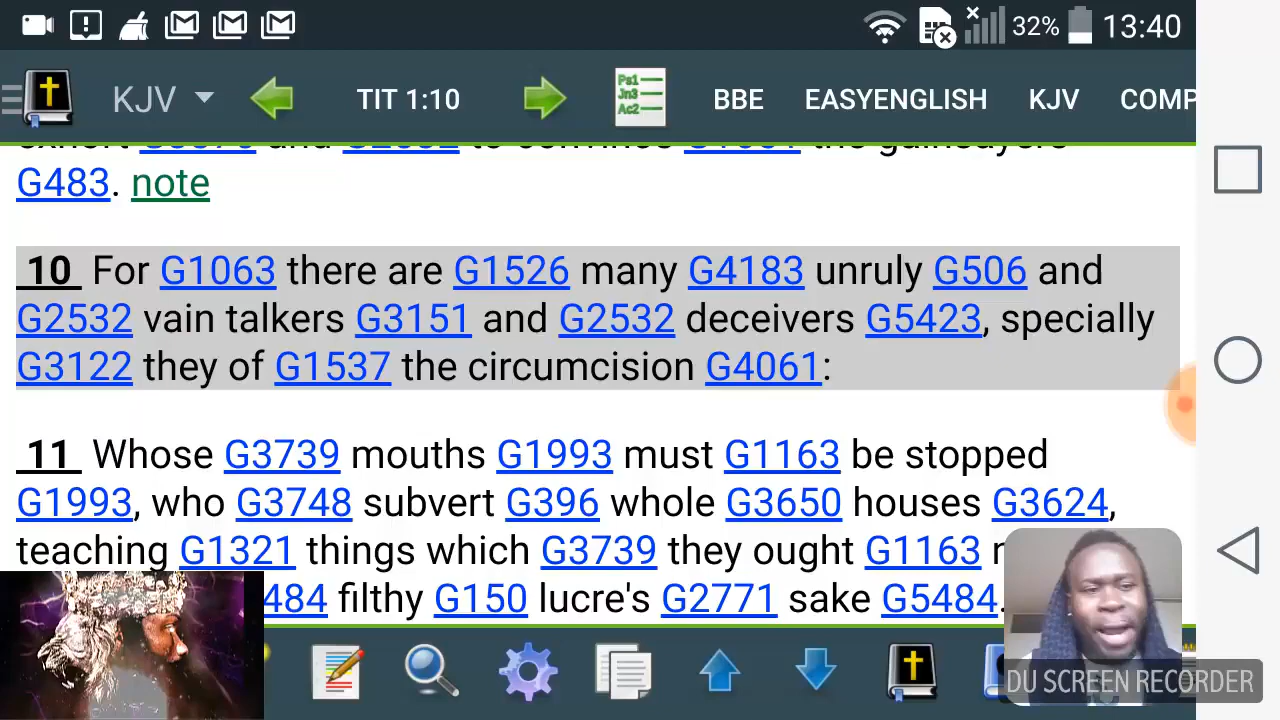 32% 13:40
KJV TIT 1:10 Ps1 Jn3 Ac2 BBE EASYENGLISH KJV COMP
G483. note
10 For G1063 there are G1526 many G4183 unruly G506 and
G2532 vain talkers G3151 and G2532 deceivers G5423, specially
G3122 they of G1537 the circumcision G4061:
11 Whose G3739 mouths G1993 must G1163 be stopped
G1993, who G3748 subvert G396 whole G3650 houses G3624,
teaching G1321 things which G3739 they ought G1163
484 filthy G150 lucre's G2771 sake G5484.
DU SCREEN RECORDER